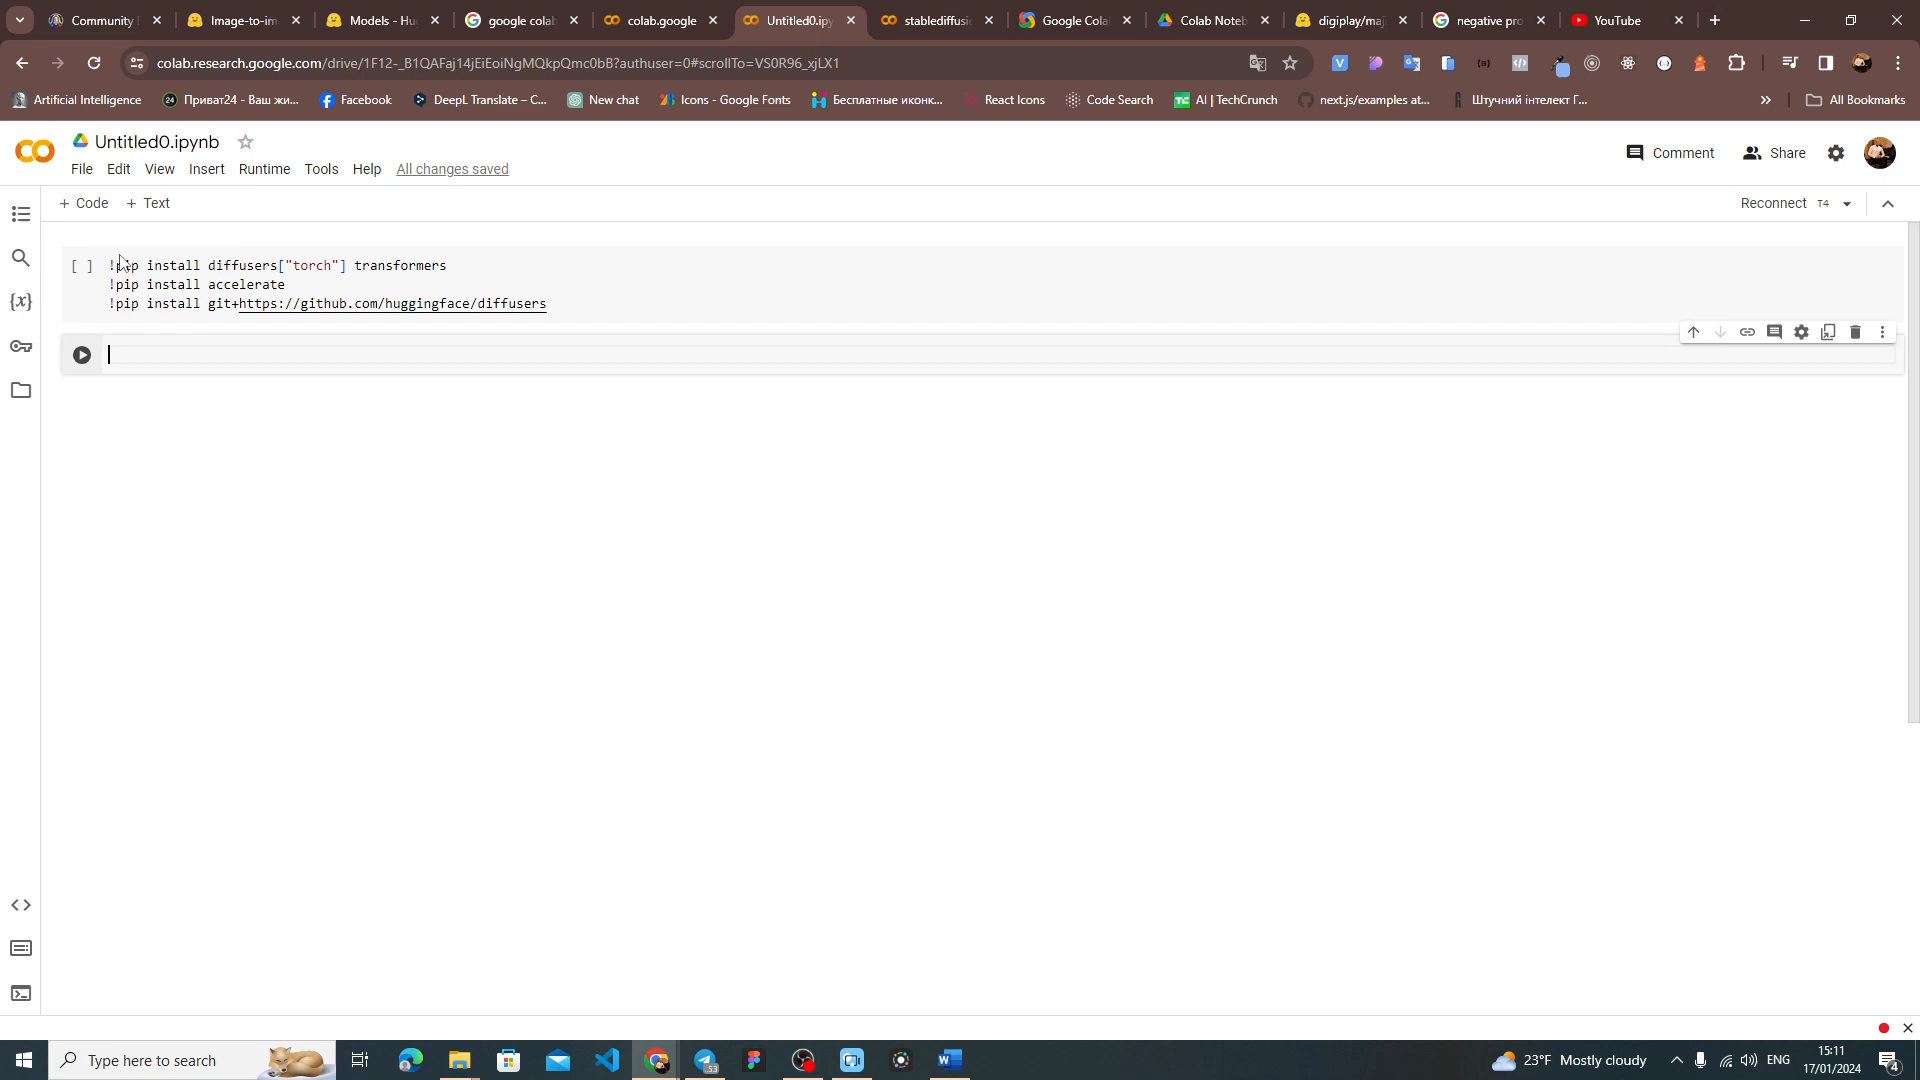 Community
Image-to-im
Models - Hu
google colab
colab.google
Untitled0.ipy
stablediffusi
Google Cola
Colab Noteb
digiplay/maj
negative pro
YouTube
colab.research.google.com/drive/1F12-_B1QAFaj14jEiEoiNgMQkpQmc0bB?authuser=0#scrollTo=VS0R96_xjLX1
Artificial Intelligence
24 Приват24 - Ваш жи...
Facebook
DeepL Translate – C...
New chat
Icons - Google Fonts
Бесплатные иконк...
React Icons
Code Search
AI | TechCrunch
next.js/examples at...
Штучний інтелект Г...
» All Bookmarks
Untitled0.ipynb
File Edit View Insert Runtime Tools Help All changes saved
Comment
Share
+ Code + Text
Reconnect T4
{x}
[ ] !pip install diffusers["torch"] transformers
!pip install accelerate
!pip install git+https://github.com/huggingface/diffusers
Type here to search
53
23°F Mostly cloudy
ENG
15:11
17/01/2024
4